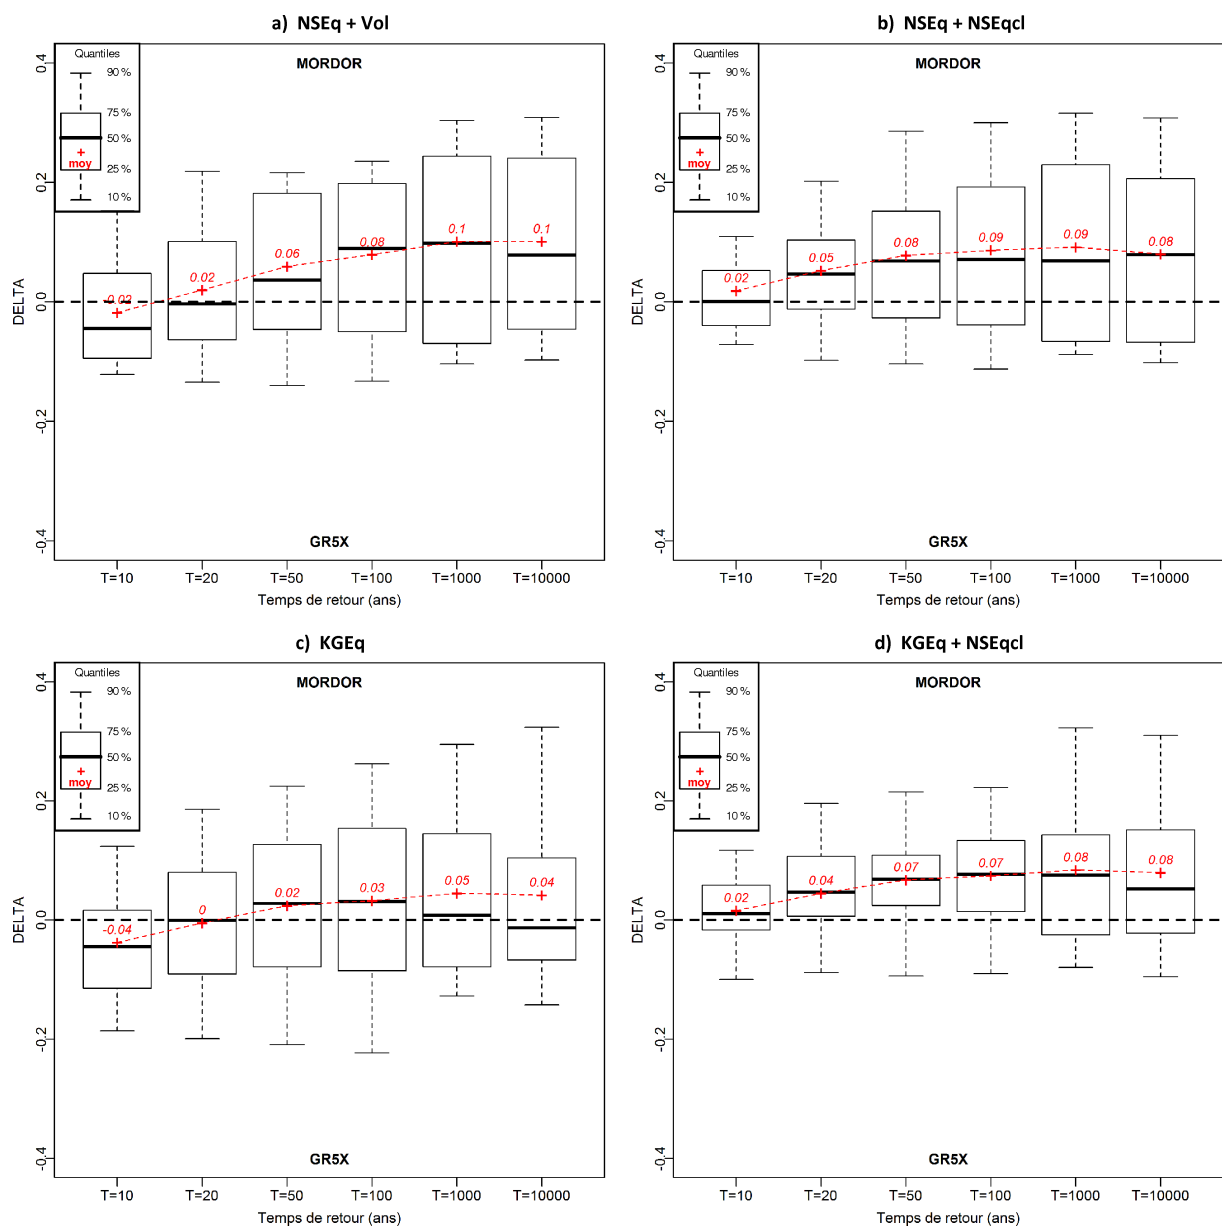 a) NSEq + Vol
Quantiles
90 %
75 %
50 %
moy
25 %
10 %
MORDOR
0.4
0.2
0.0
-0.2
-0.4
DELTA
-0.02
0.02
0.06
0.08
0.1
0.1
GR5X
T=10
T=20
T=50
T=100
T=1000
T=10000
Temps de retour (ans)
b) NSEq + NSEqcl
Quantiles
90 %
75 %
50 %
moy
25 %
10 %
MORDOR
0.4
0.2
0.0
-0.2
-0.4
DELTA
0.02
0.05
0.08
0.09
0.09
0.08
GR5X
T=10
T=20
T=50
T=100
T=1000
T=10000
Temps de retour (ans)
c) KGEq
Quantiles
90 %
75 %
50 %
moy
25 %
10 %
MORDOR
0.4
0.2
0.0
-0.2
-0.4
DELTA
-0.04
0
0.02
0.03
0.05
0.04
GR5X
T=10
T=20
T=50
T=100
T=1000
T=10000
Temps de retour (ans)
d) KGEq + NSEqcl
Quantiles
90 %
75 %
50 %
moy
25 %
10 %
MORDOR
0.4
0.2
0.0
-0.2
-0.4
DELTA
0.02
0.04
0.07
0.07
0.08
0.08
GR5X
T=10
T=20
T=50
T=100
T=1000
T=10000
Temps de retour (ans)